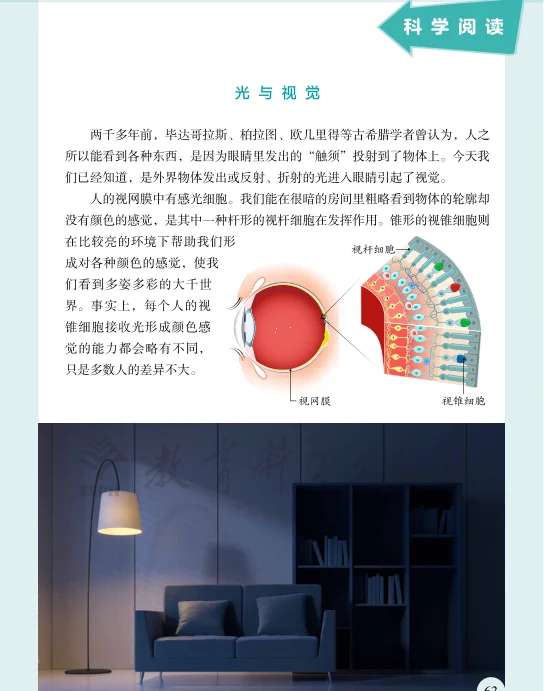 科学阅读
光与视觉
两千多年前，毕达哥拉斯、柏拉图、欧几里得等古希腊学者曾认为，人之
所以能看到各种东西，是因为眼睛里发出的“触须”投射到了物体上。今天我
们已经知道，是外界物体发出或反射、折射的光进入眼睛引起了视觉。
人的视网膜中有感光细胞。我们能在很暗的房间里粗略看到物体的轮廓却
没有颜色的感觉，是其中一种杆形的视杆细胞在发挥作用。锥形的视锥细胞则
在比较亮的环境下帮助我们形
成对各种颜色的感觉，使我
们看到多姿多彩的大千世
界。事实上，每个人的视
锥细胞接收光形成颜色感
觉的能力都会略有不同，
只是多数人的差异不大。
视杆细胞
视网膜
视锥细胞